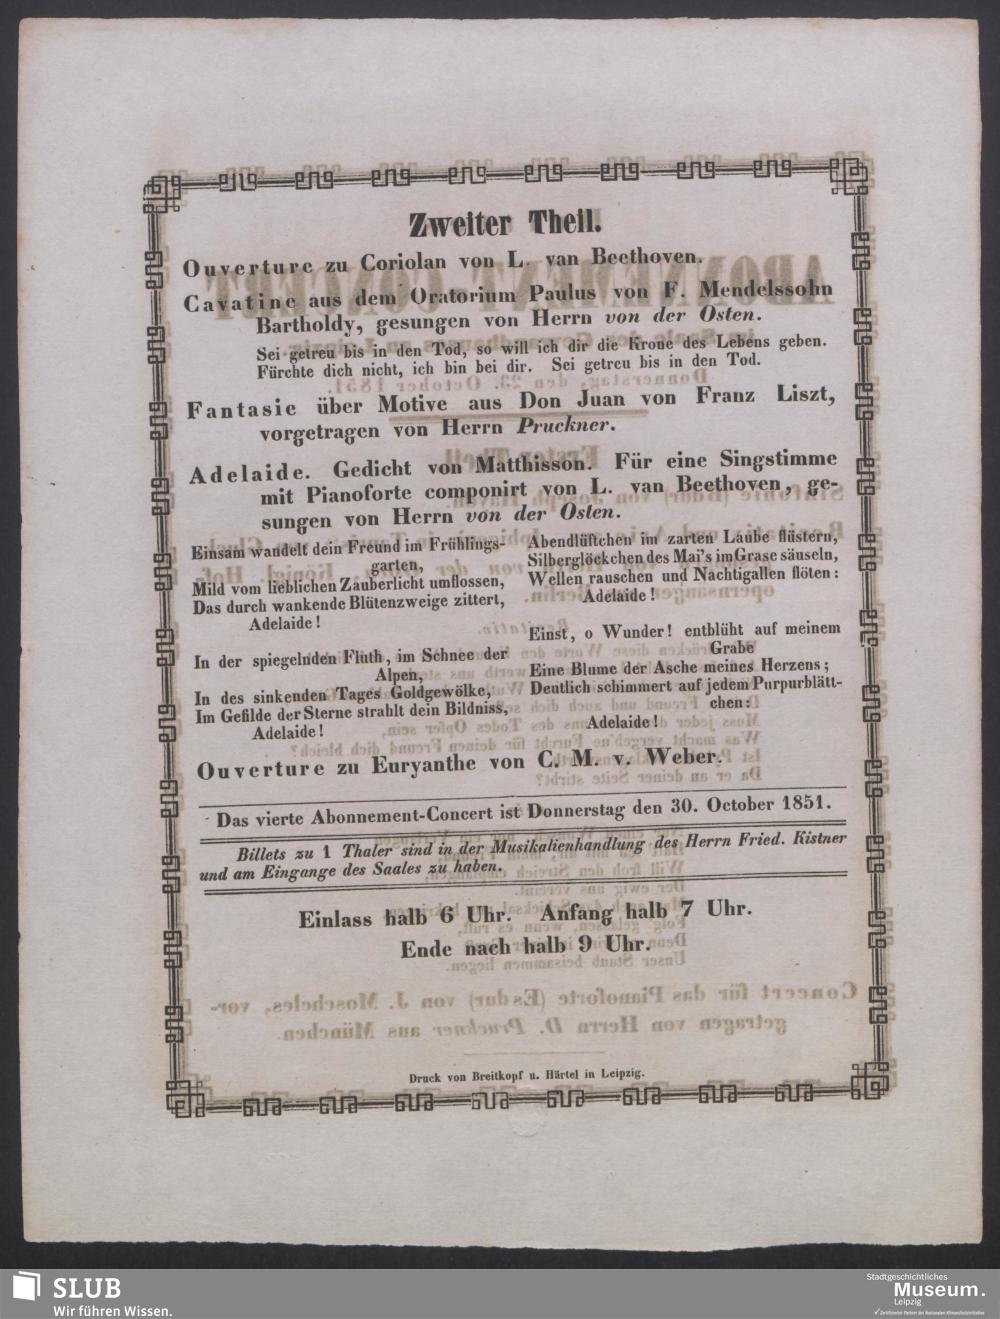 Zweiter Theil.
Ouverture zu Coriolan von L. van Beethoven.
Cavatine aus dem Oratorium Paulus von F. Mendelssohn
Bartholdy, gesungen von Herrn von der Osten.
Sei getreu bis in den Tod, so will ich dir die Krone des Lebens geben.
Fürchte dich nicht, ich bin bei dir. Sei getreu bis in den Tod.
Fantasie über Motive aus Don Juan von Franz Liszt,
vorgetragen von Herrn Pruckner.
Adelaide. Gedicht von Matthisson. Für eine Singstimme
mit Pianoforte componirt von L. van Beethoven, ge-
sungen von Herrn von der Osten.
Einsam wandelt dein Freund im Frühlings-
garten,
Mild vom lieblichen Zauberlicht umflossen,
Das durch wankende Blütenzweige zittert,
Adelaide!
In der spiegelnden Fluth, im Schnee der
Alpen,
In des sinkenden Tages Goldgewölke,
Im Gefilde der Sterne strahlt dein Bildniss,
Adelaide!
Abendlüftchen im zarten Laube flüstern,
Silberglöckchen des Mai's im Grase säuseln,
Wellen rauschen und Nachtigallen flöten:
Adelaide!
Einst, o Wunder! entblüht auf meinem
Grabe
Eine Blume der Asche meines Herzens;
Deutlich schimmert auf jedem Purpurblätt-
chen:
Adelaide!
Ouverture zu Euryanthe von C. M. v. Weber.
Das vierte Abonnement-Concert ist Donnerstag den 30. October 1851.
Billets zu 1 Thaler sind in der Musikalienhandlung des Herrn Fried. Kistner
und am Eingange des Saales zu haben.
Einlass halb 6 Uhr. Anfang halb 7 Uhr.
Ende nach halb 9 Uhr.
Druck von Breitkopf u. Härtel in Leipzig.
SLUB
Wir führen Wissen.
Stadtgeschichtliches
Museum.
Leipzig
Zertifizierter Partner der Nationalen Klimaschutzinitiative